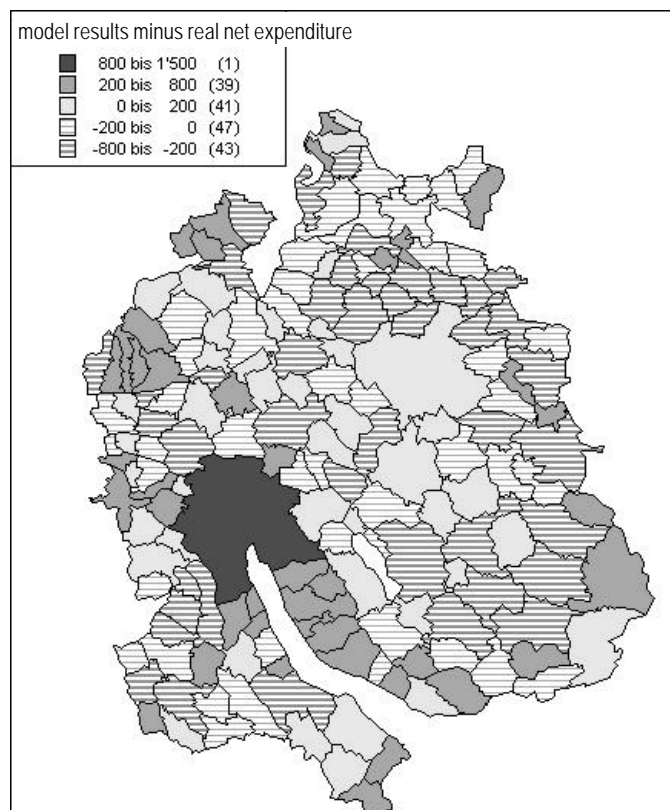 model results minus real net expenditure
800 bis 1'500 (1)
200 bis 800 (39)
0 bis 200 (41)
-200 bis 0 (47)
-800 bis -200 (43)